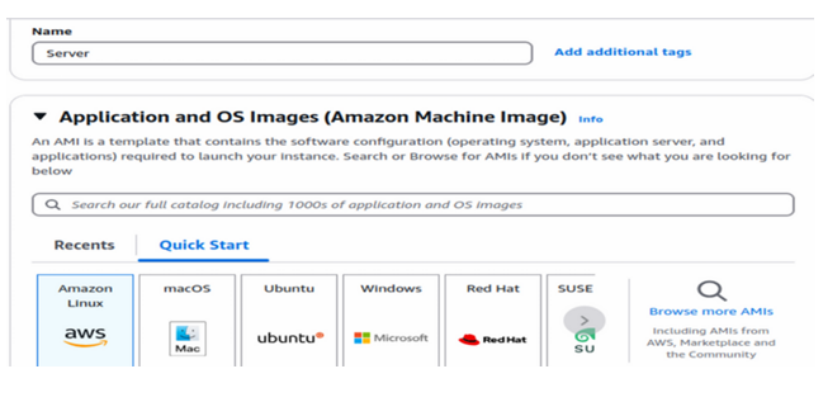 Name
Server
Add additional tags
▼ Application and OS Images (Amazon Machine Image) Info
An AMI is a template that contains the software configuration (operating system, application server, and
applications) required to launch your instance. Search or Browse for AMIs if you don't see what you are looking for
below
Search our full catalog including 1000s of application and OS images
Recents
Quick Start
Amazon
Linux
aws
macOS
Mac
Ubuntu
ubuntu
Windows
Microsoft
Red Hat
Red Hat
SUSE
SU
Browse more AMIs
Including AMIs from
AWS, Marketplace and
the Community